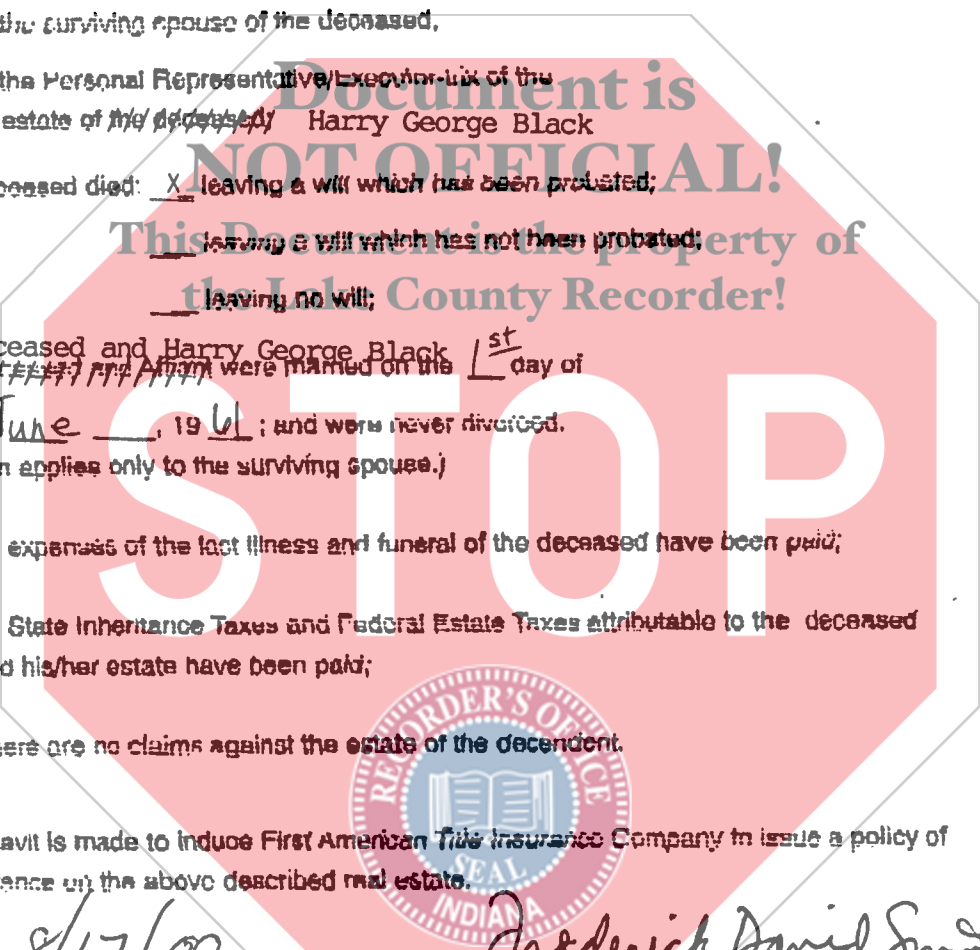 the surviving spouse of the deceased,
the Personal Representative/Executor-trix of the
estate of the deceased/ Harry George Black
ceased died: X leaving a will which has been probated;
leaving a will which has not been probated;
leaving no will;
ceased and Harry George Black
and Affiant were married on the 1st day of
June, 19 61; and were never divorced.
n applies only to the surviving spouse.)
expenses of the last illness and funeral of the deceased have been paid;
State Inheritance Taxes and Federal Estate Taxes attributable to the deceased
d his/her estate have been paid;
ere are no claims against the estate of the decendent.
avit is made to induce First American Title Insurance Company to issue a policy of
ance on the above described real estate.
Frederick David
Document is
NOT OFFICIAL!
This Document is the property of
the Lake County Recorder!
STOP
RECORDER'S OFFICE
SEAL
INDIANA